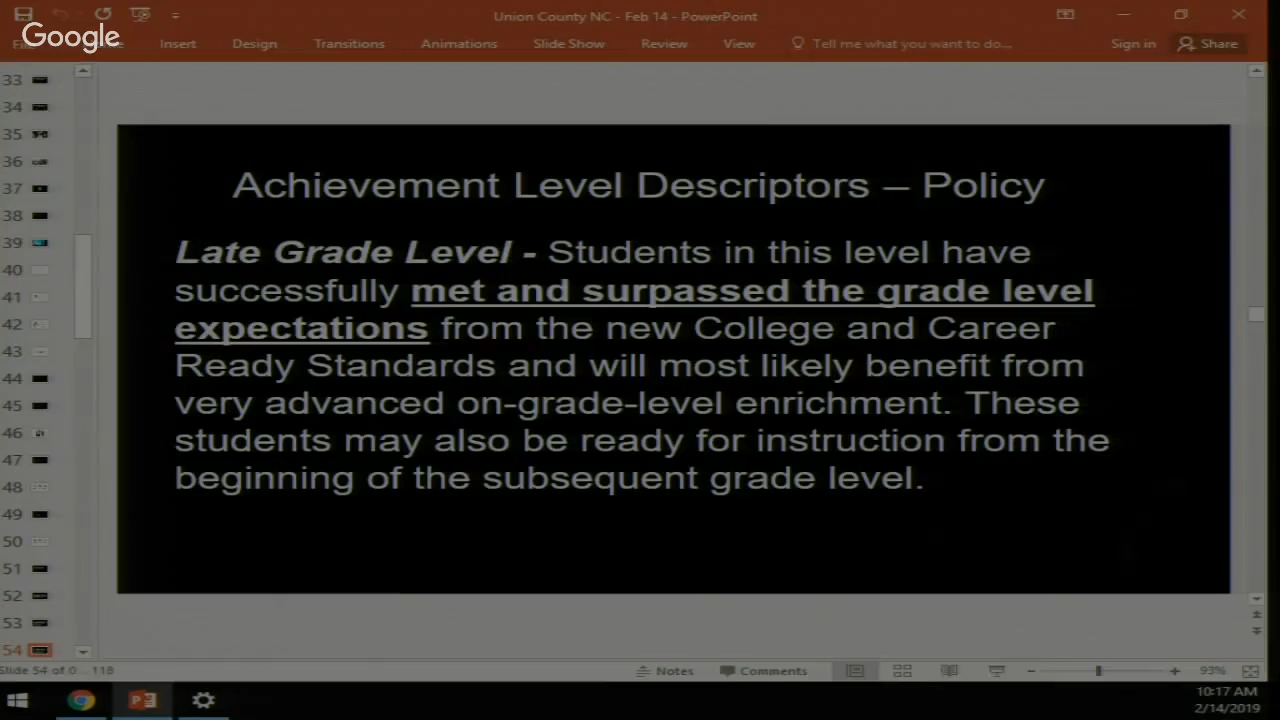 Union County NC - Feb 14 - PowerPoint
Google
Insert Design Transitions Animations Slide Show Review View Tell me what you want to do... Sign in Share
33
34
35
36
37
38
39
40
41
42
43
44
45
46
47
48
49
50
51
52
53
54
Achievement Level Descriptors – Policy
Late Grade Level - Students in this level have
successfully met and surpassed the grade level
expectations from the new College and Career
Ready Standards and will most likely benefit from
very advanced on-grade-level enrichment. These
students may also be ready for instruction from the
beginning of the subsequent grade level.
Slide 54 of 0 - 118 Notes Comments 93%
10:17 AM
2/14/2019